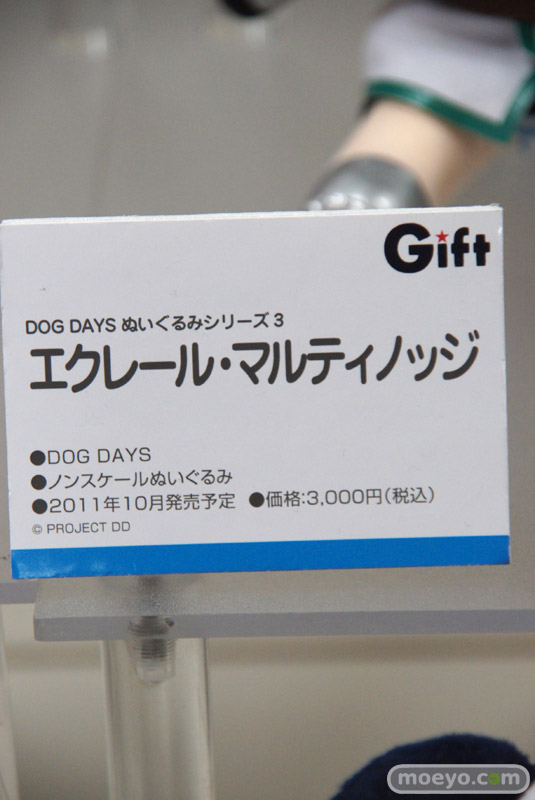 Gift
DOG DAYS ぬいぐるみシリーズ3
エクレール・マルティノッジ
●DOG DAYS
●ノンスケールぬいぐるみ
●2011年10月発売予定 ●価格:3,000円(税込)
© PROJECT DD
moeyo.com